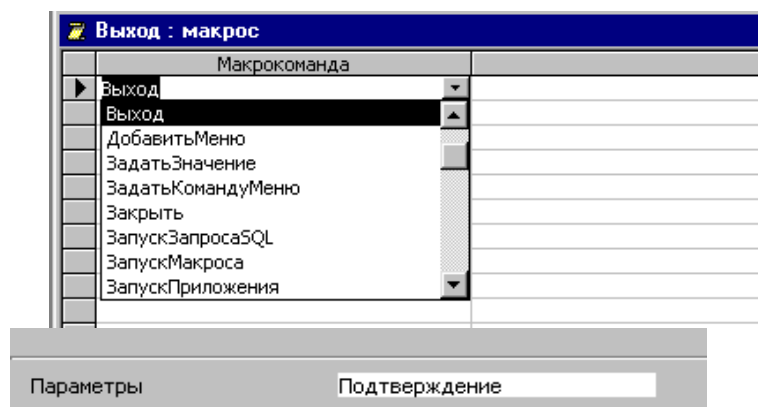 Выход : макрос
Макрокоманда
Выход
Выход
ДобавитьМеню
ЗадатьЗначение
ЗадатьКомандуМеню
Закрыть
ЗапускЗапросаSQL
ЗапускМакроса
ЗапускПриложения
Параметры Подтверждение